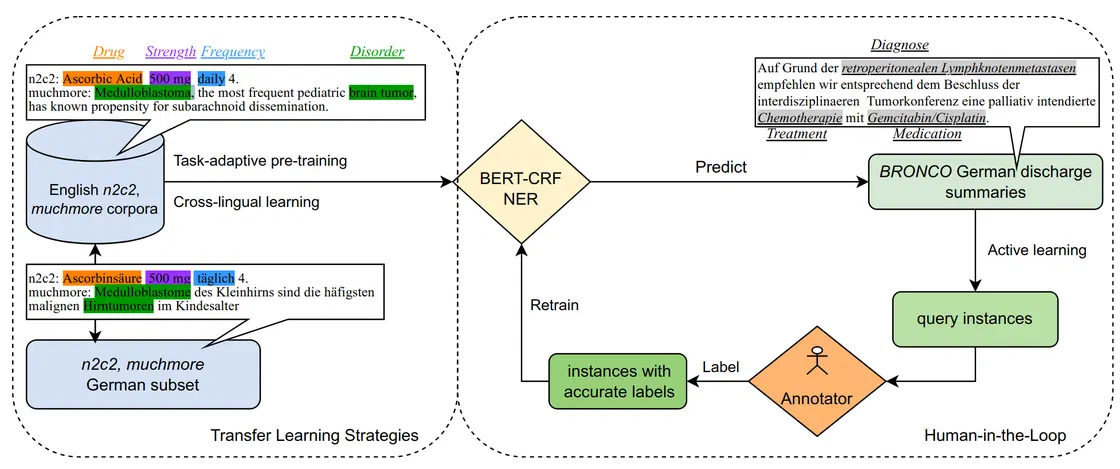 Drug Strength Frequency Disorder
n2c2: Ascorbic Acid 500 mg daily 4.
muchmore: Medulloblastoma, the most frequent pediatric brain tumor,
has known propensity for subarachnoid dissemination.
English n2c2,
muchmore corpora
Task-adaptive pre-training
Cross-lingual learning
n2c2: Ascorbinsäure 500 mg täglich 4.
muchmore: Medulloblastome des Kleinhirns sind die häfigsten
malignen Hirntumoren im Kindesalter
n2c2, muchmore
German subset
Transfer Learning Strategies
BERT-CRF
NER
Predict
Diagnose
Auf Grund der retroperitonealen Lymphknotenmetastasen
empfehlen wir entsprechend dem Beschluss der
interdisziplinaeren Tumorkonferenz eine palliativ intendierte
Chemotherapie mit Gemcitabin/Cisplatin.
Treatment Medication
BRONCO German discharge
summaries
Active learning
query instances
Annotator
Label
instances with
accurate labels
Retrain
Human-in-the-Loop